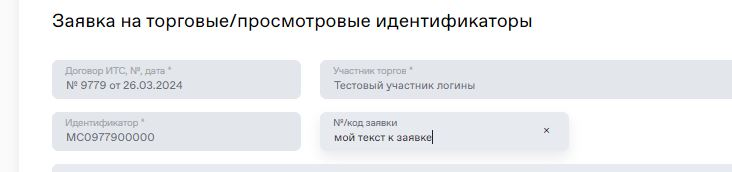 Заявка на торговые/просмотровые идентификаторы
Договор ИТС, №, дата *
Участник торгов *
№ 9779 от 26.03.2024
Тестовый участник логины
Идентификатор *
№/код заявки
MC0977900000
мой текст к заявке
×